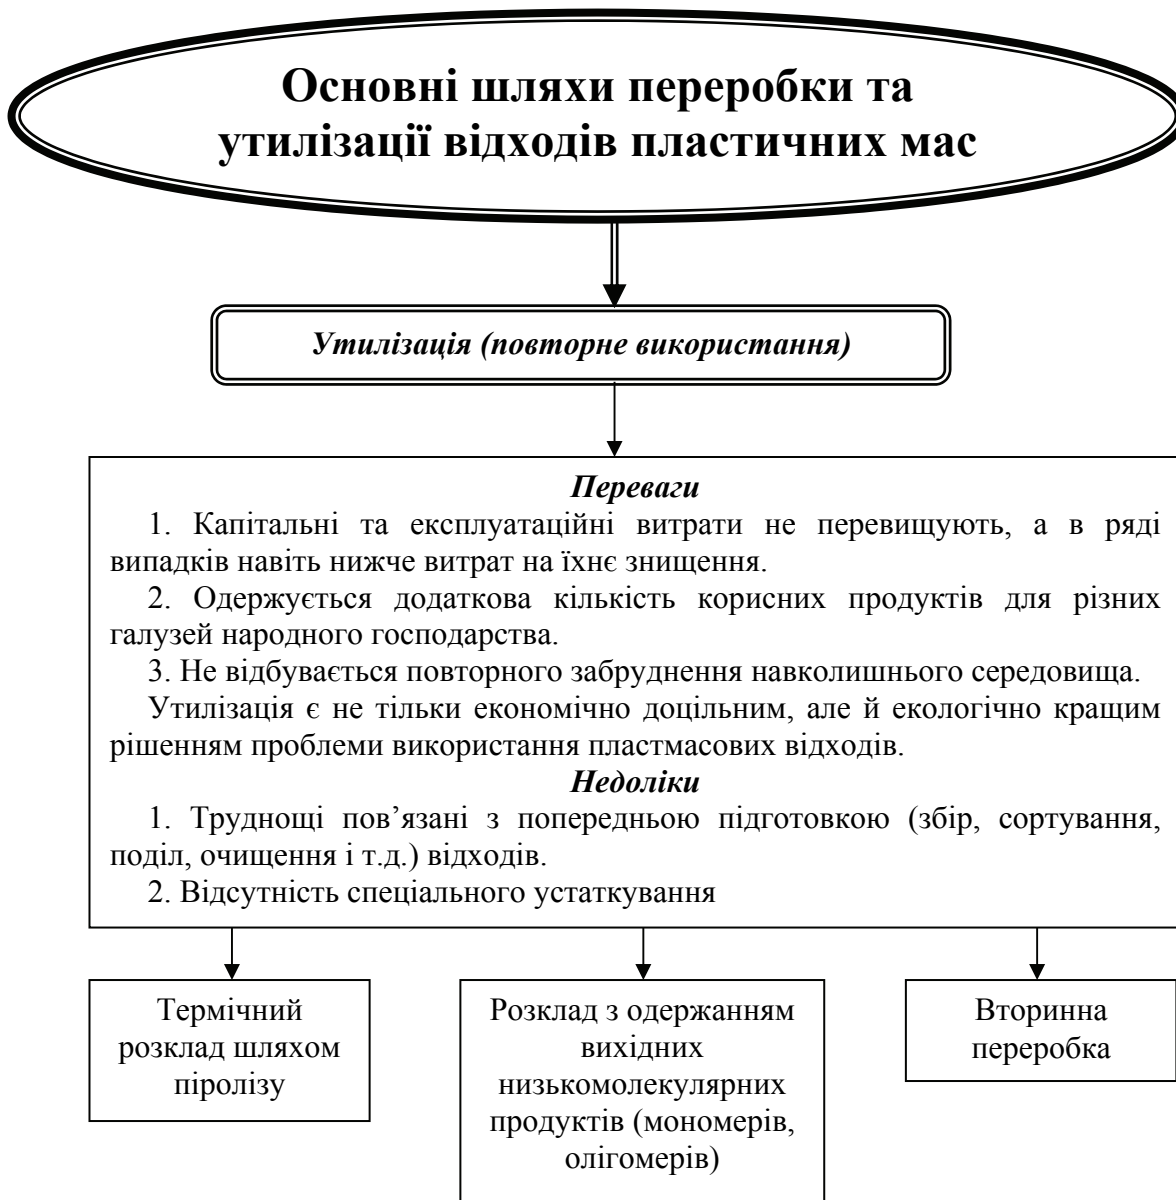 Основні шляхи переробки та
утилізації відходів пластичних мас
Утилізація (повторне використання)
Переваги
1. Капітальні та експлуатаційні витрати не перевищують, а в ряді
випадків навіть нижче витрат на їхнє знищення.
2. Одержується додаткова кількість корисних продуктів для різних
галузей народного господарства.
3. Не відбувається повторного забруднення навколишнього середовища.
Утилізація є не тільки економічно доцільним, але й екологічно кращим
рішенням проблеми використання пластмасових відходів.
Недоліки
1. Труднощі пов’язані з попередньою підготовкою (збір, сортування,
поділ, очищення і т.д.) відходів.
2. Відсутність спеціального устаткування
Термічний
розклад шляхом
піролізу
Розклад з одержанням
вихідних
низькомолекулярних
продуктів (мономерів,
олігомерів)
Вторинна
переробка